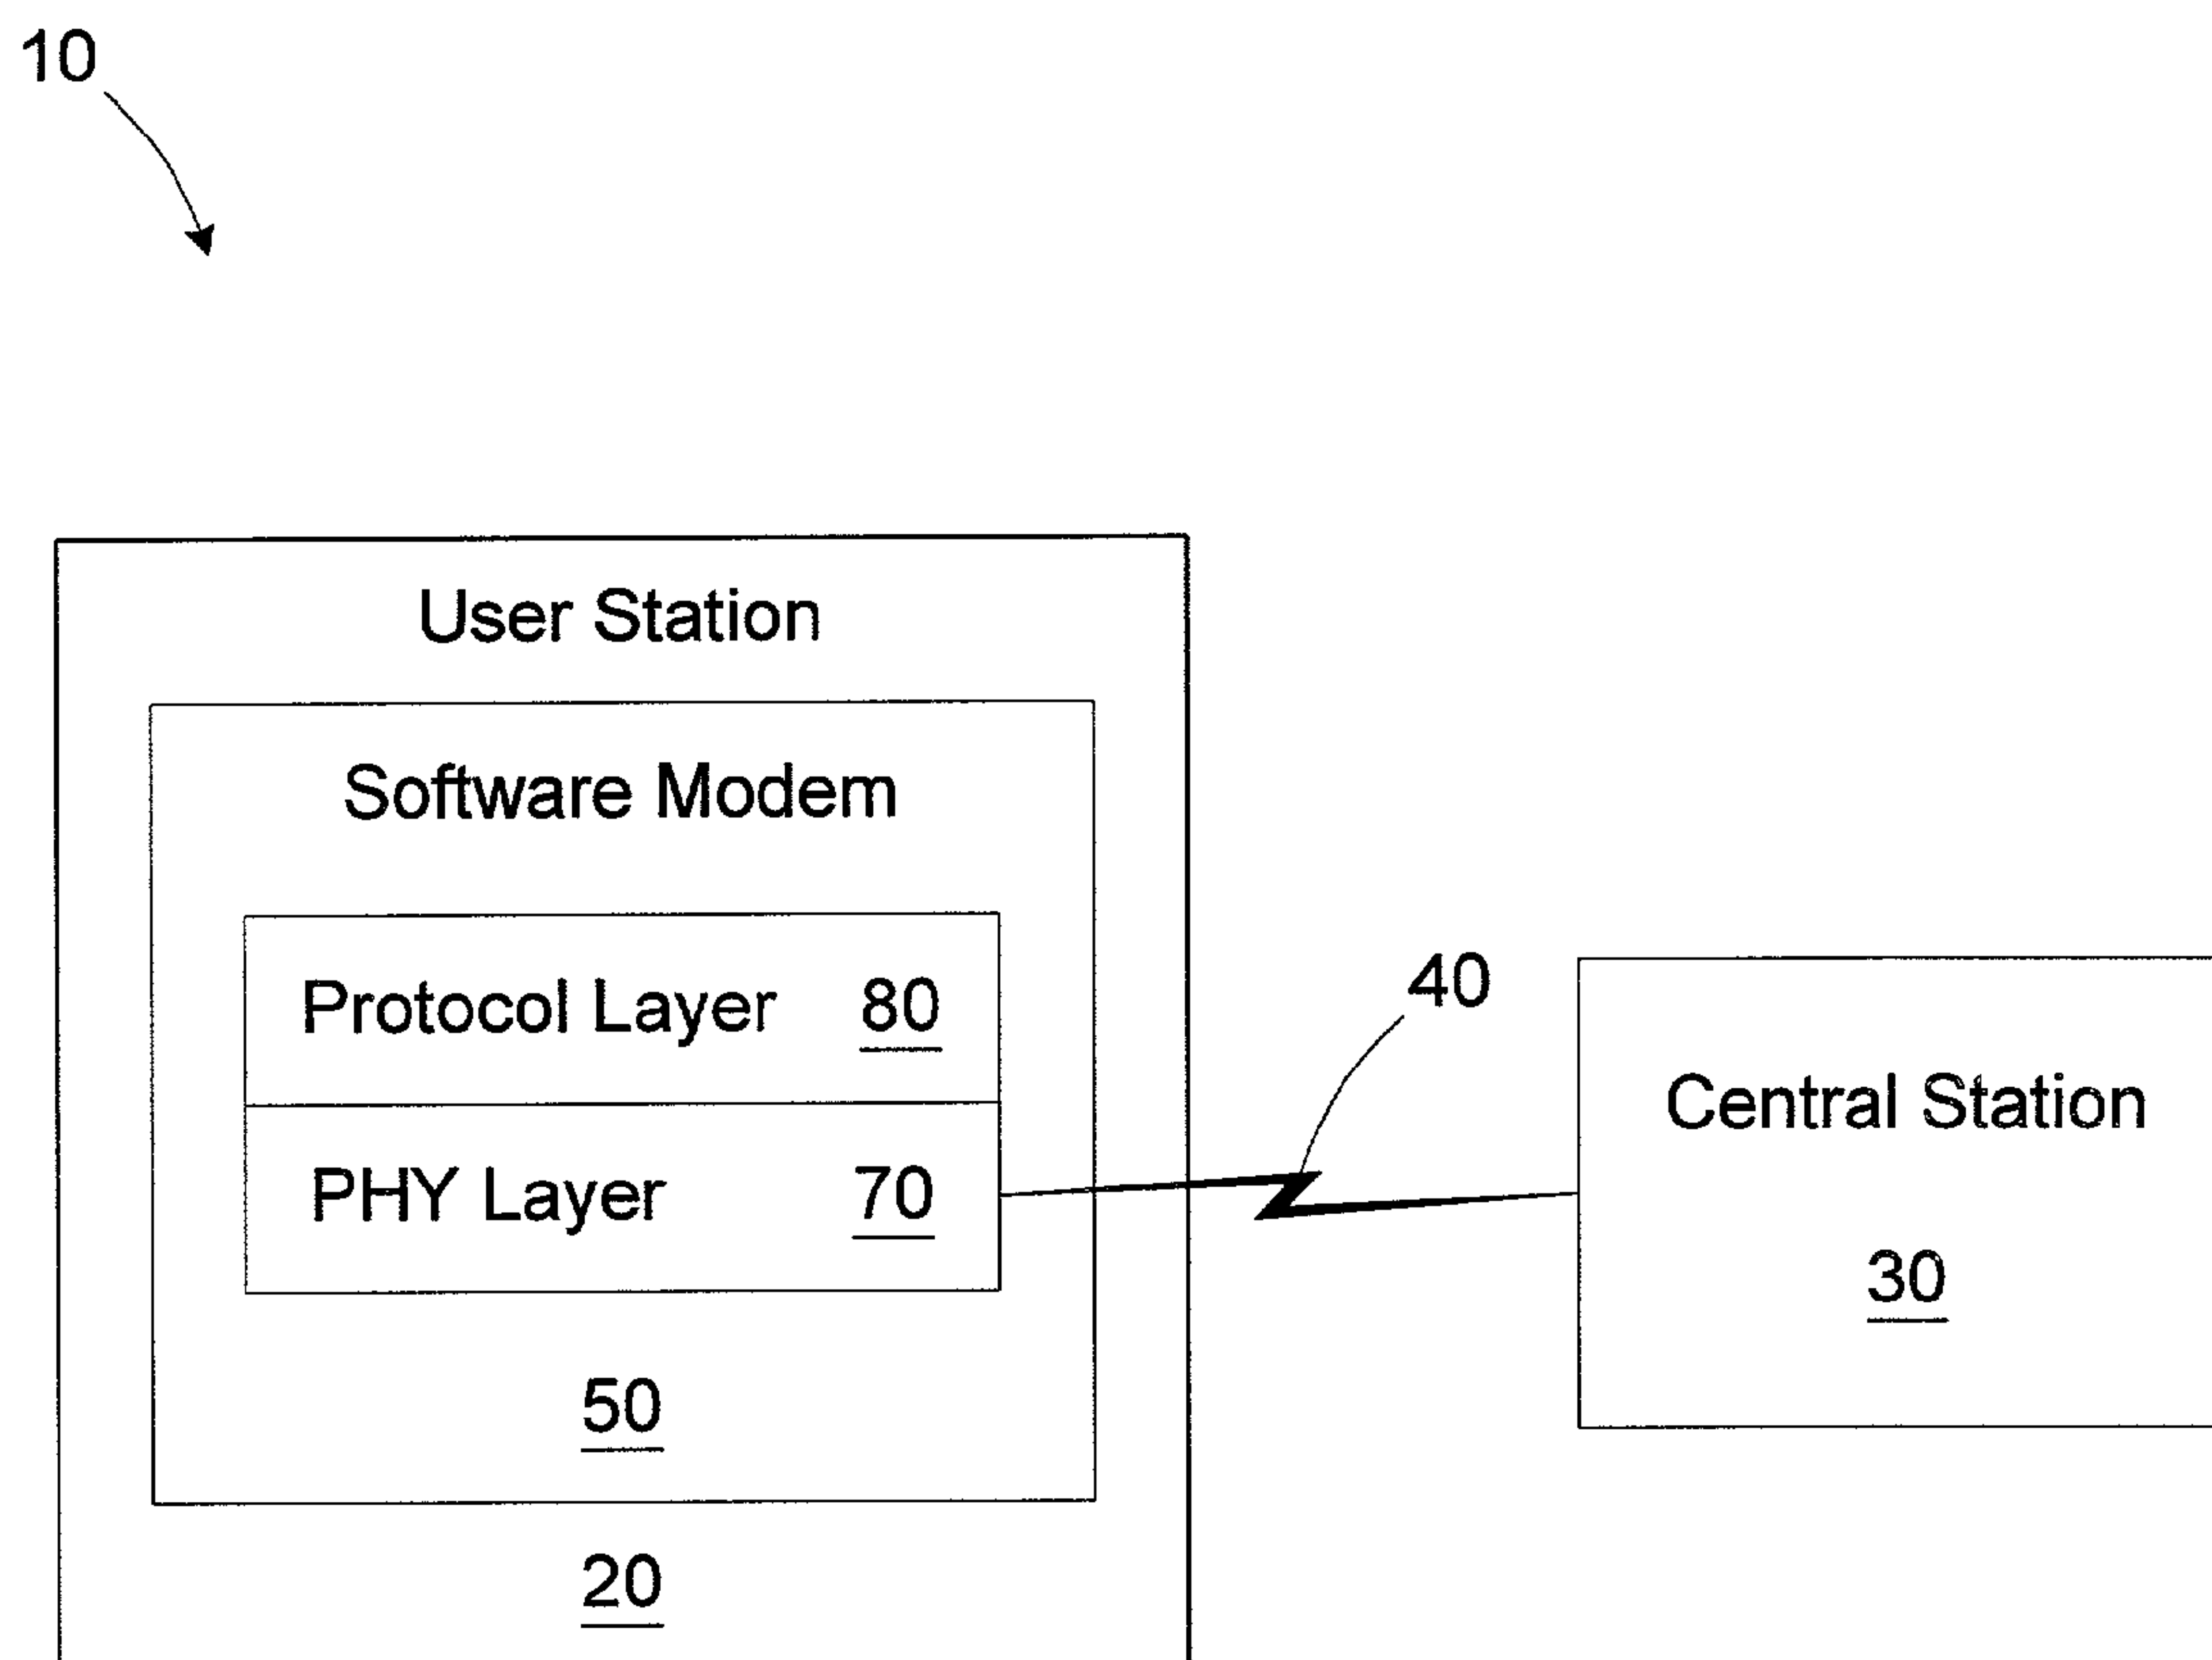 10
User Station
Software Modem
Protocol Layer 80
40
Central Station
PHY Layer 70
30
50
20